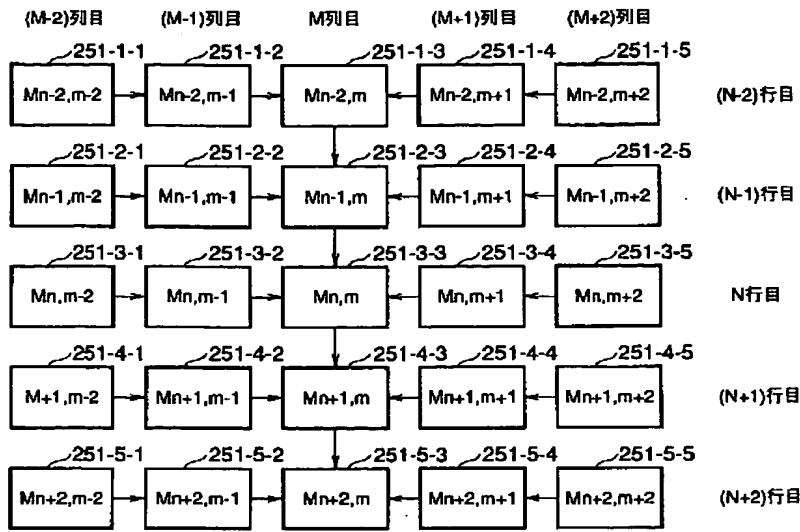 (M-2)列目 (M-1)列目 M列目 (M+1)列目 (M+2)列目
251-1-1 251-1-2 251-1-3 251-1-4 251-1-5
Mn-2,m-2 Mn-2,m-1 Mn-2,m Mn-2,m+1 Mn-2,m+2 (N-2)行目
251-2-1 251-2-2 251-2-3 251-2-4 251-2-5
Mn-1,m-2 Mn-1,m-1 Mn-1,m Mn-1,m+1 Mn-1,m+2 (N-1)行目
251-3-1 251-3-2 251-3-3 251-3-4 251-3-5
Mn,m-2 Mn,m-1 Mn,m Mn,m+1 Mn,m+2 N行目
251-4-1 251-4-2 251-4-3 251-4-4 251-4-5
M+1,m-2 Mn+1,m-1 Mn+1,m Mn+1,m+1 Mn+1,m+2 (N+1)行目
251-5-1 251-5-2 251-5-3 251-5-4 251-5-5
Mn+2,m-2 Mn+2,m-1 Mn+2,m Mn+2,m+1 Mn+2,m+2 (N+2)行目